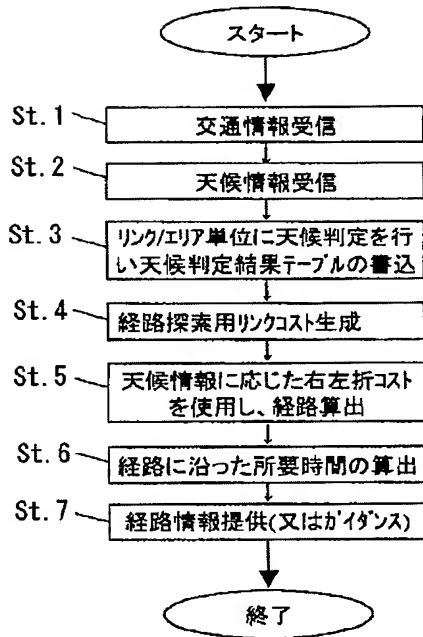 スタート
St. 1
交通情報受信
St. 2
天候情報受信
St. 3
リンク/エリア単位に天候判定を行
い天候判定結果テーブルの書込
St. 4
経路探索用リンクコスト生成
St. 5
天候情報に応じた右左折コスト
を使用し、経路算出
St. 6
経路に沿った所要時間の算出
St. 7
経路情報提供(又はガイダンス)
終了